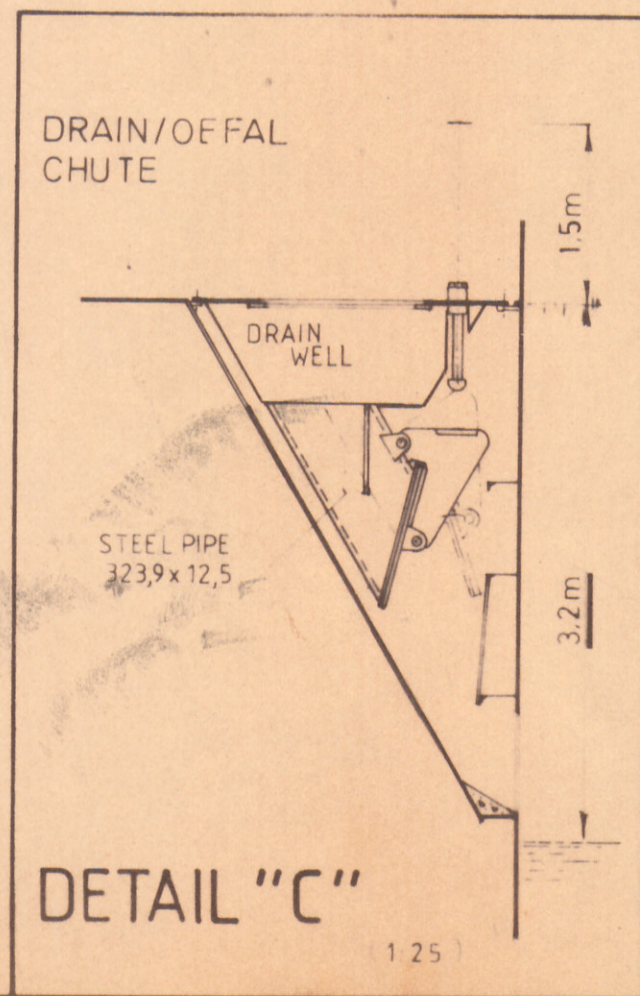 DRAIN/OFFAL
CHUTE
1.5m
DRAIN
WELL
STEEL PIPE
323,9 x 12,5
3.2m
DETAIL "C"
(1:25)